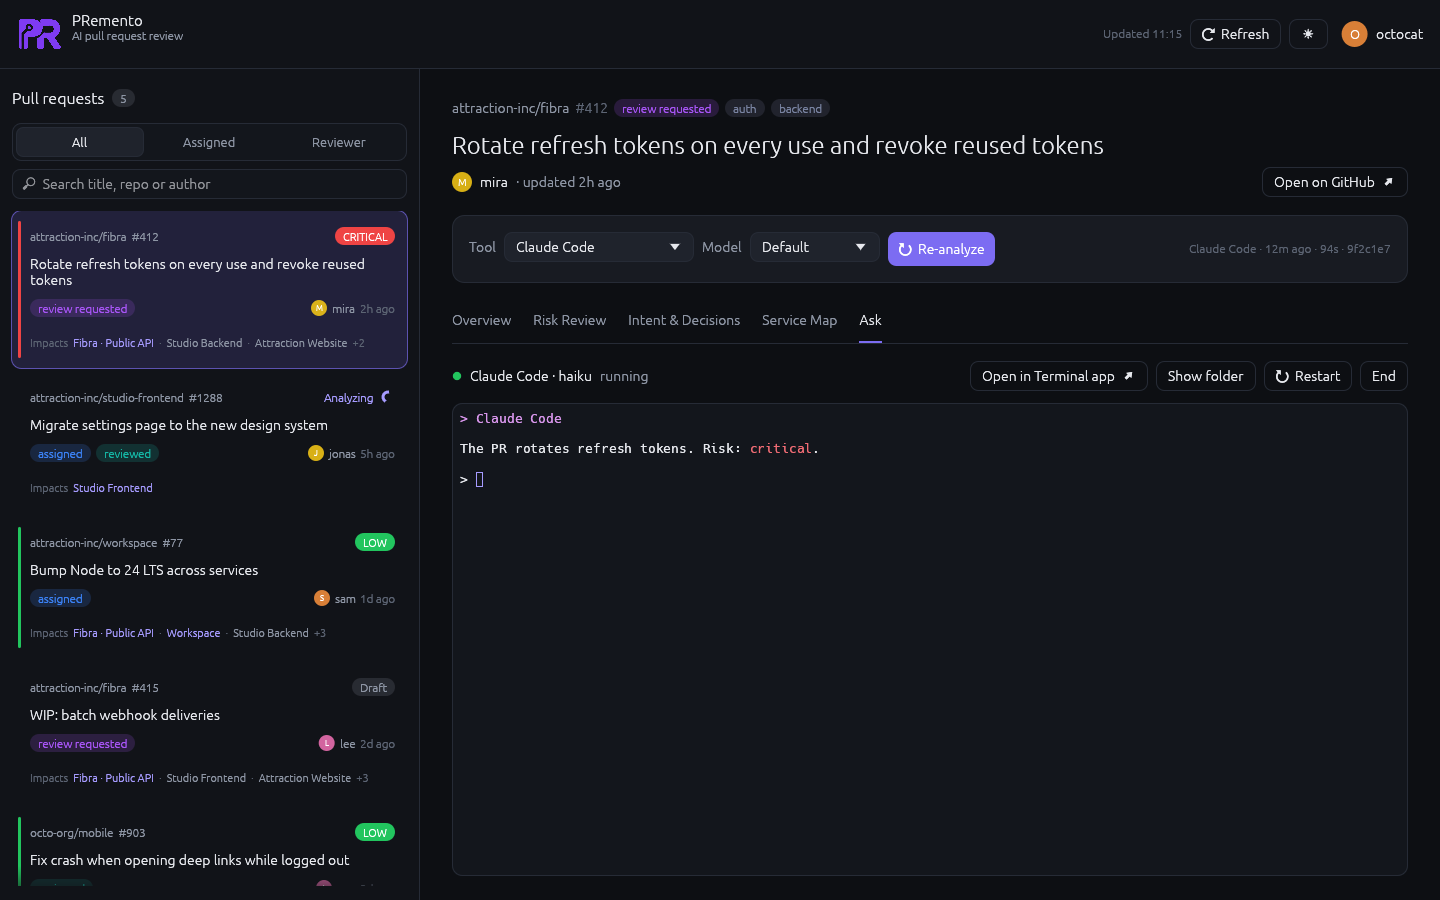 PR
PRemento
AI pull request review
Updated 11:15
Refresh
O
octocat
Pull requests 5
All
Assigned
Reviewer
Search title, repo or author
attraction-inc/fibra #412
CRITICAL
Rotate refresh tokens on every use and revoke reused
tokens
review requested
M mira 2h ago
Impacts Fibra · Public API · Studio Backend · Attraction Website +2
attraction-inc/studio-frontend #1288
Analyzing
Migrate settings page to the new design system
assigned reviewed
J jonas 5h ago
Impacts Studio Frontend
attraction-inc/workspace #77
LOW
Bump Node to 24 LTS across services
assigned
S sam 1d ago
Impacts Fibra · Public API · Workspace · Studio Backend +3
attraction-inc/fibra #415
Draft
WIP: batch webhook deliveries
review requested
L lee 2d ago
Impacts Fibra · Public API · Studio Frontend · Attraction Website +3
octo-org/mobile #903
LOW
Fix crash when opening deep links while logged out
attraction-inc/fibra #412 review requested auth backend
Rotate refresh tokens on every use and revoke reused tokens
M mira · updated 2h ago
Open on GitHub
Tool Claude Code Model Default Re-analyze
Claude Code · 12m ago · 94s · 9f2c1e7
Overview Risk Review Intent & Decisions Service Map Ask
Claude Code · haiku running
Open in Terminal app Show folder Restart End
> Claude Code
The PR rotates refresh tokens. Risk: critical.
>